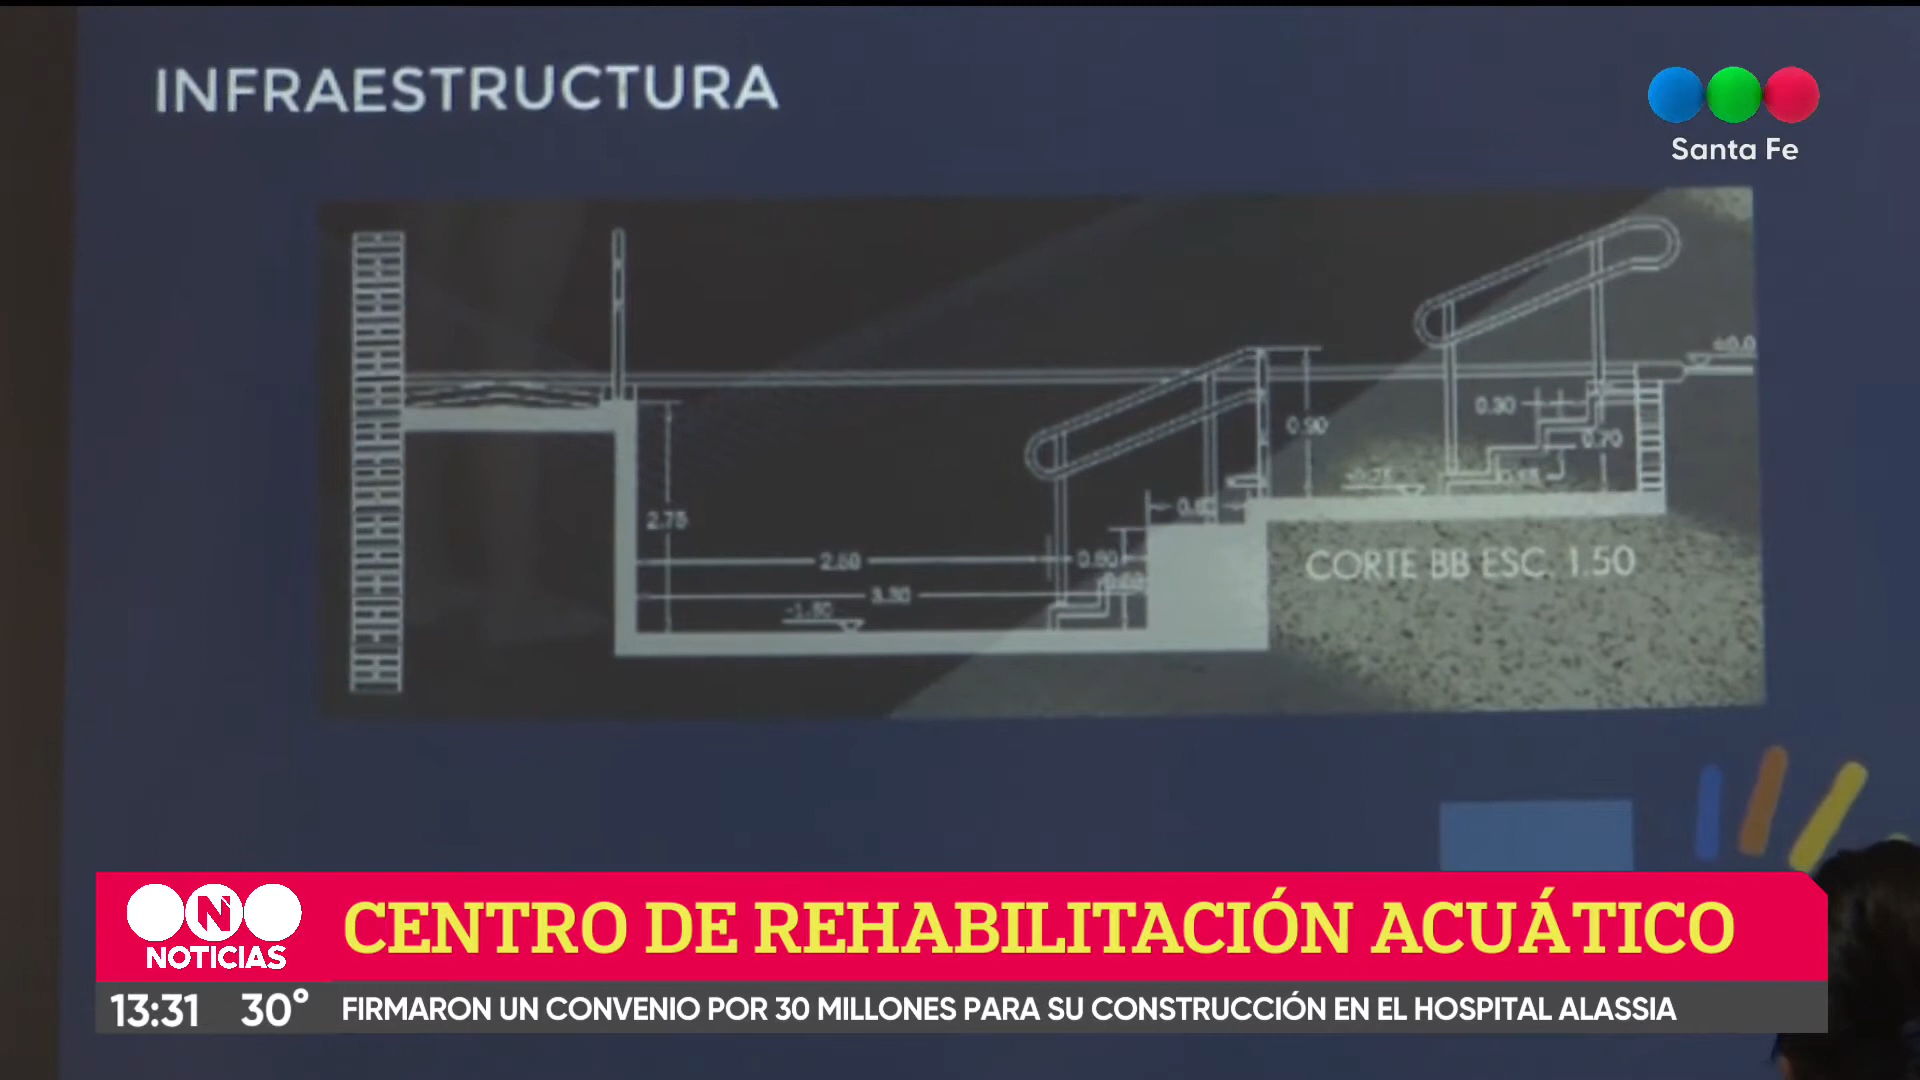 INFRAESTRUCTURA
Santa Fe
0.90
0.30
0.70
2.75
2.50
0.80
3.30
CORTE BB ESC. 1.50
N
NOTICIAS
CENTRO DE REHABILITACIÓN ACUÁTICO
13:31 30°
FIRMARON UN CONVENIO POR 30 MILLONES PARA SU CONSTRUCCIÓN EN EL HOSPITAL ALASSIA